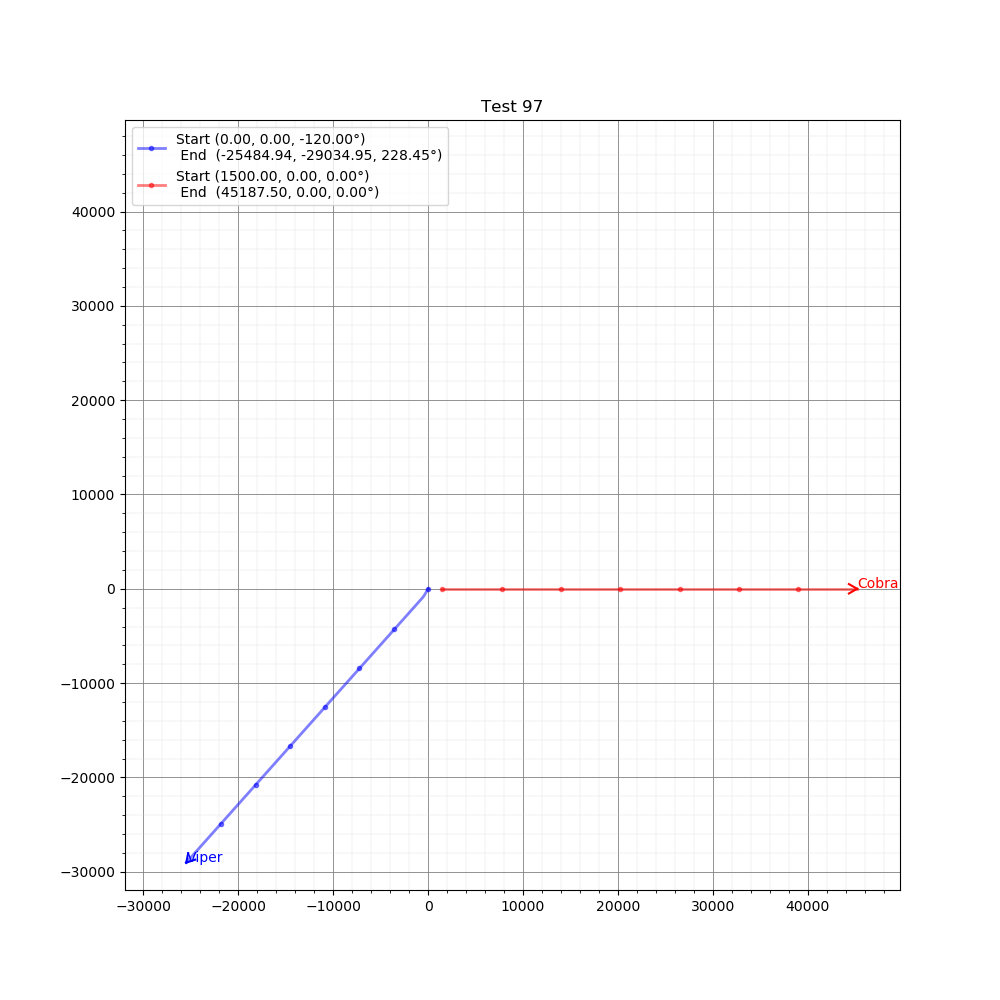 Test 97
Start (0.00, 0.00, -120.00°)
End  (-25484.94, -29034.95, 228.45°)
Start (1500.00, 0.00, 0.00°)
End  (45187.50, 0.00, 0.00°)
40000
30000
20000
10000
0
−10000
−20000
−30000
Cobra
Viper
−30000 −20000 −10000 0 10000 20000 30000 40000